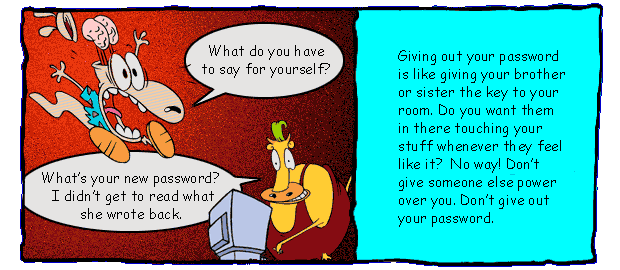 What do you have
to say for yourself?
What's your new password?
I didn't get to read what
she wrote back.
Giving out your password
is like giving your brother
or sister the key to your
room. Do you want them
in there touching your
stuff whenever they feel
like it? No way! Don't
give someone else power
over you. Don't give out
your password.